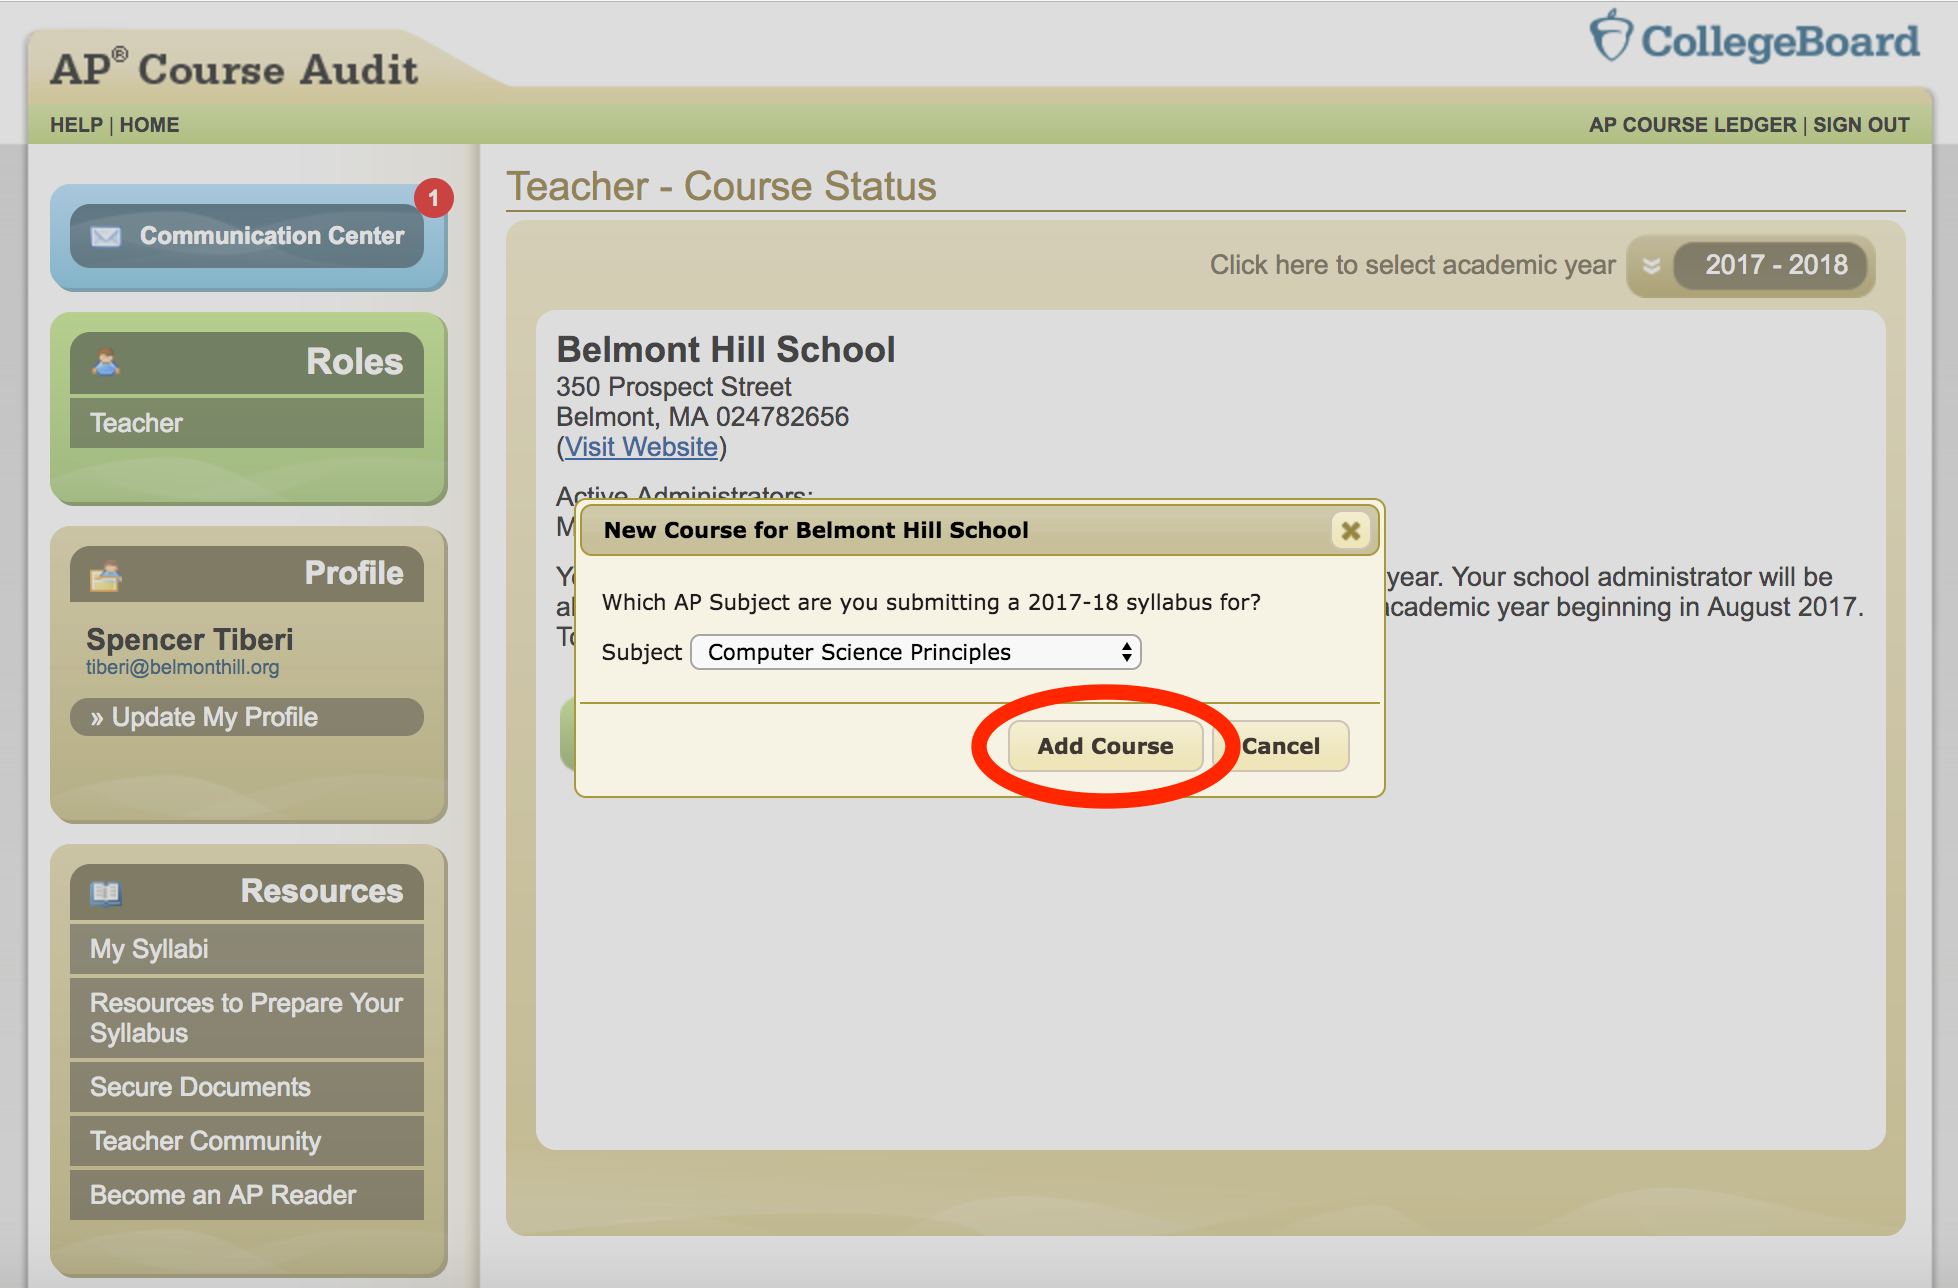 AP® Course Audit
CollegeBoard
HELP | HOME
AP COURSE LEDGER | SIGN OUT
1
Communication Center
Roles
Teacher
Profile
Spencer Tiberi
tiberi@belmonthill.org
» Update My Profile
Resources
My Syllabi
Resources to Prepare Your
Syllabus
Secure Documents
Teacher Community
Become an AP Reader
Teacher - Course Status
Click here to select academic year
2017 - 2018
Belmont Hill School
350 Prospect Street
Belmont, MA 024782656
(Visit Website)
Active Administrators:
year. Your school administrator will be
academic year beginning in August 2017.
New Course for Belmont Hill School
Which AP Subject are you submitting a 2017-18 syllabus for?
Subject Computer Science Principles
Add Course
Cancel